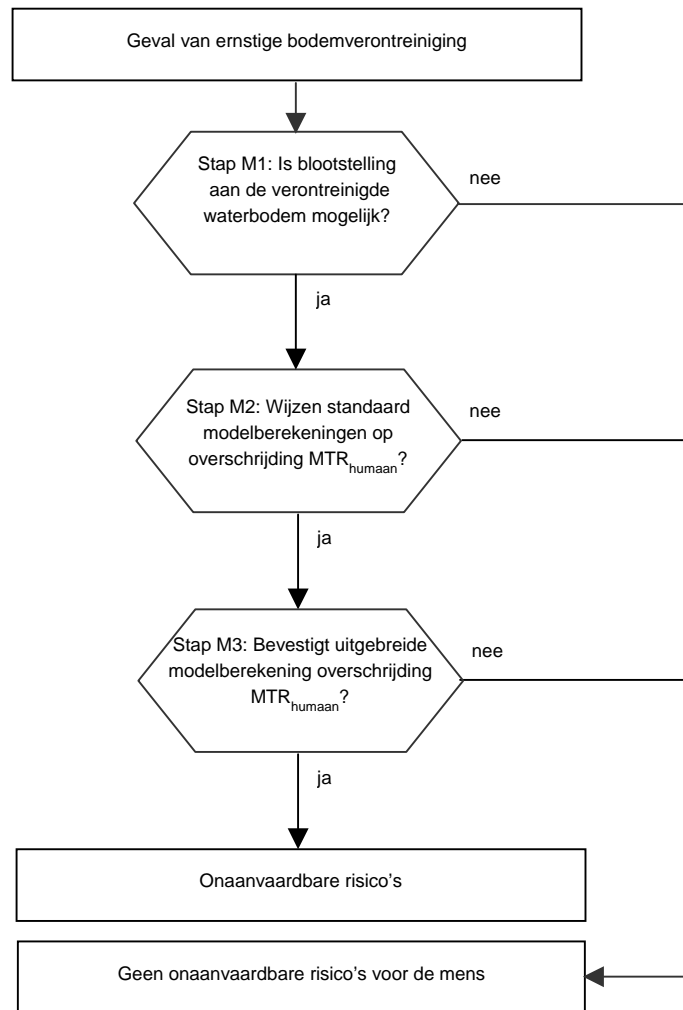 Geval van ernstige bodemverontreiniging
Stap M1: Is blootstelling
aan de verontreinigde
waterbodem mogelijk?
nee
ja
Stap M2: Wijzen standaard
modelberekeningen op
overschrijding MTRhumaan?
nee
ja
Stap M3: Bevestigt uitgebreide
modelberekening overschrijding
MTRhumaan?
nee
ja
Onaanvaardbare risico's
Geen onaanvaardbare risico's voor de mens